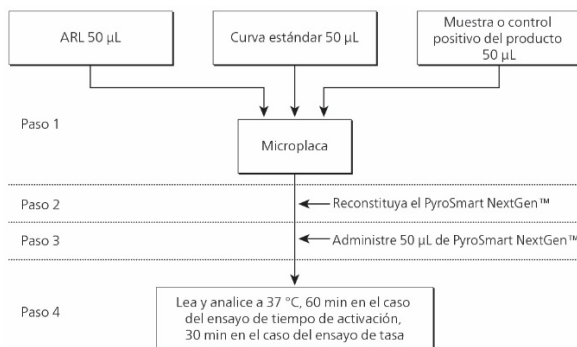 ARL 50 µL
Curva estándar 50 µL
Muestra o control
positivo del producto
50 µL
Paso 1
Microplaca
Paso 2
Reconstituya el PyroSmart NextGen™
Paso 3
Administre 50 µL de PyroSmart NextGen™
Paso 4
Lea y analice a 37 °C, 60 min en el caso
del ensayo de tiempo de activación,
30 min en el caso del ensayo de tasa